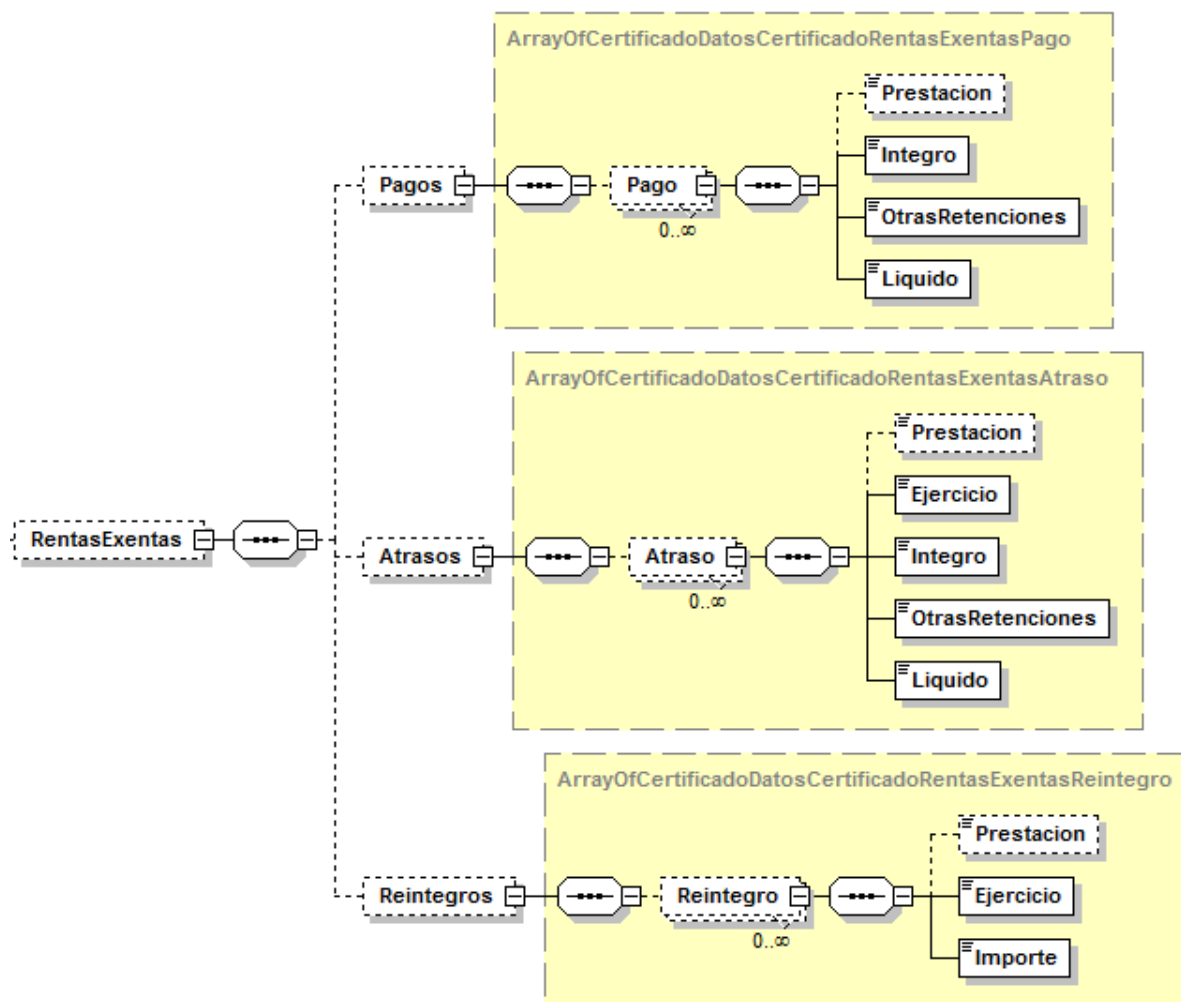 ArrayOfCertificadoDatosCertificadoRentasExentasPago
Prestacion
Integro
Pagos
Pago
OtrasRetenciones
0..∞
Liquido
ArrayOfCertificadoDatosCertificadoRentasExentasAtraso
Prestacion
Ejercicio
RentasExentas
Atrasos
Atraso
Integro
0..∞
OtrasRetenciones
Liquido
ArrayOfCertificadoDatosCertificadoRentasExentasReintegro
Prestacion
Reintegros
Reintegro
Ejercicio
0..∞
Importe